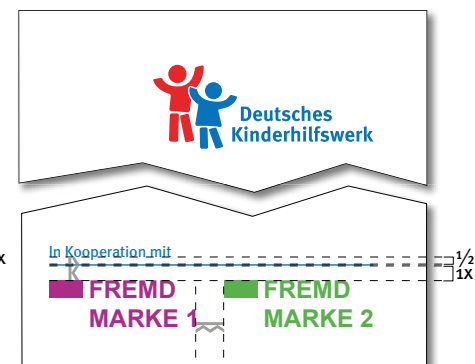 Deutsches
Kinderhilfswerk
In Kooperation mit
X
½
1X
FREMD
MARKE 1
FREMD
MARKE 2